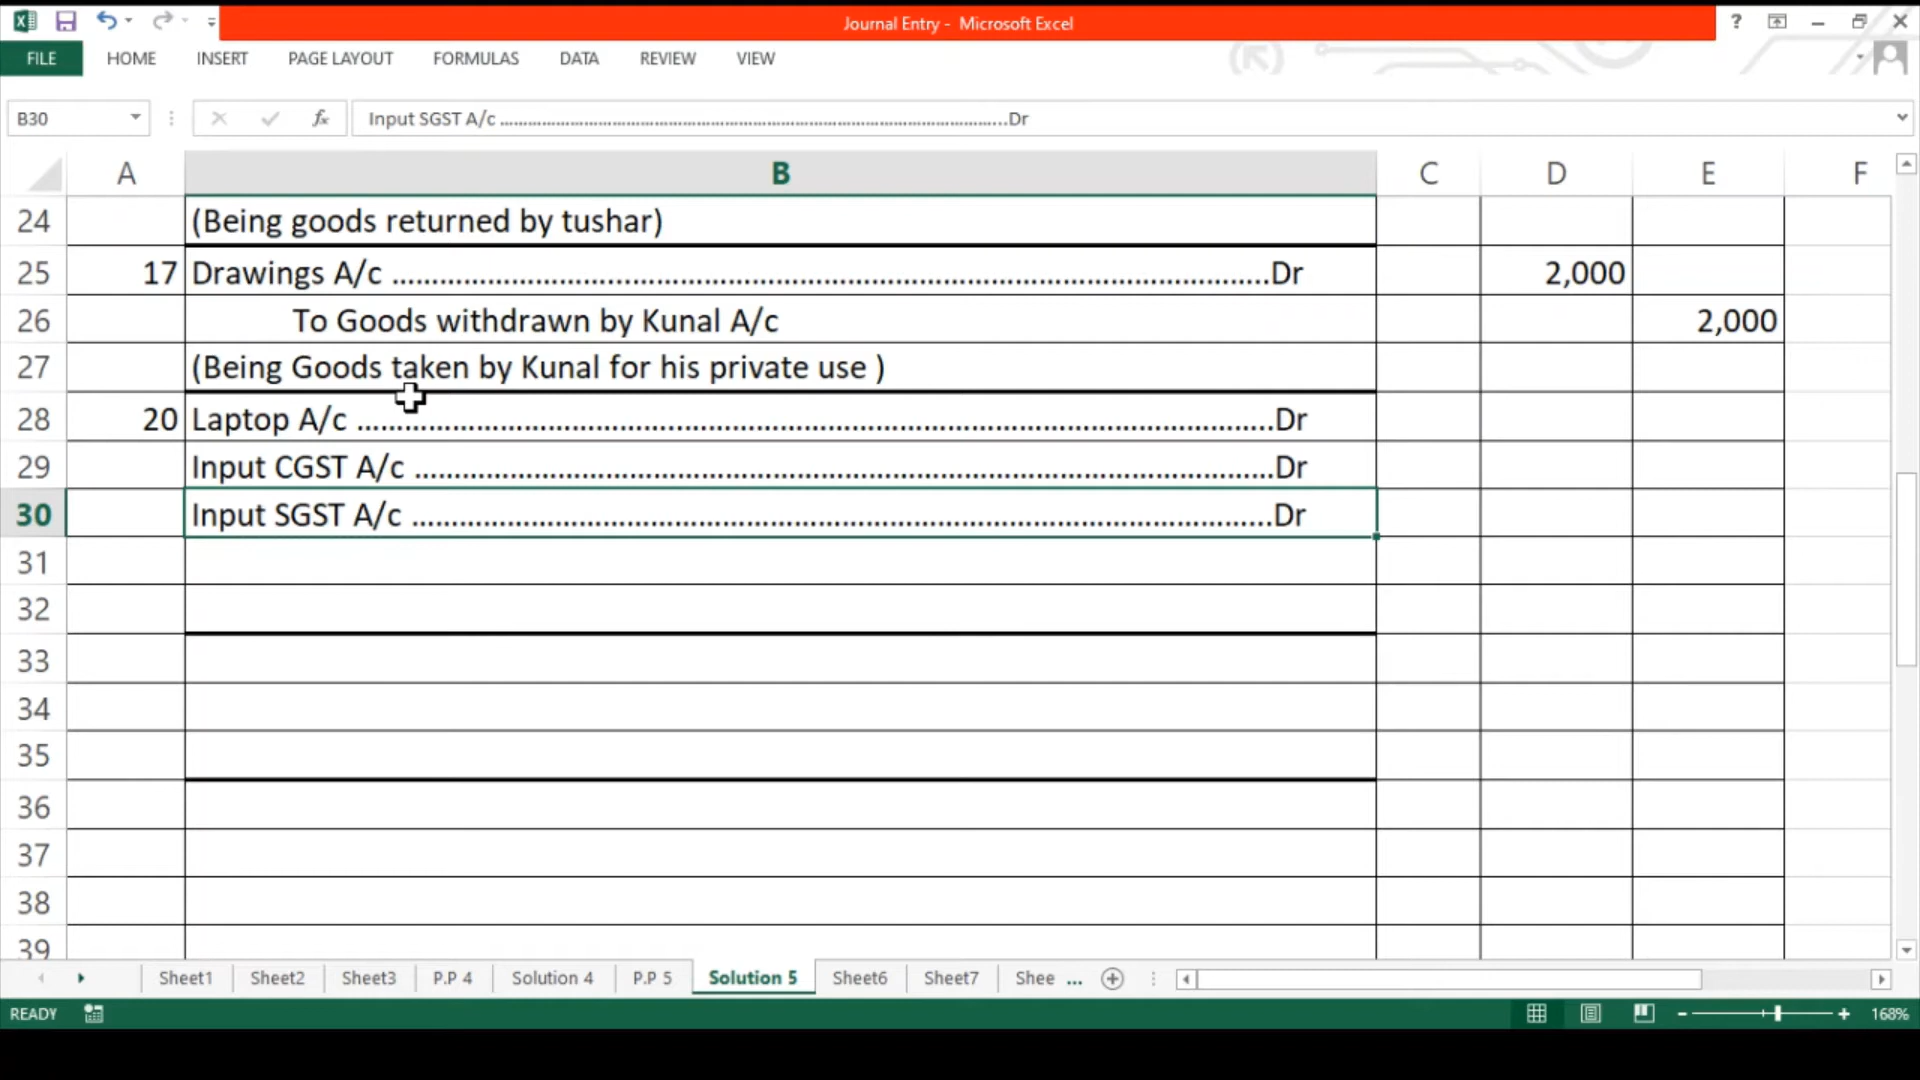 Journal Entry - Microsoft Excel
?
FILE HOME INSERT PAGE LAYOUT FORMULAS DATA REVIEW VIEW
B30 fx Input SGST A/c ........................................................................................................................Dr
A B C D E F
24 (Being goods returned by tushar)
25 17 Drawings A/c ..............................................................................................................Dr 2,000
26 To Goods withdrawn by Kunal A/c 2,000
27 (Being Goods taken by Kunal for his private use )
28 20 Laptop A/c ...................................................................................................................Dr
29 Input CGST A/c ............................................................................................................Dr
30 Input SGST A/c ............................................................................................................Dr
31
32
33
34
35
36
37
38
39
Sheet1 Sheet2 Sheet3 P.P 4 Solution 4 P.P 5 Solution 5 Sheet6 Sheet7 Shee ...
READY 168%